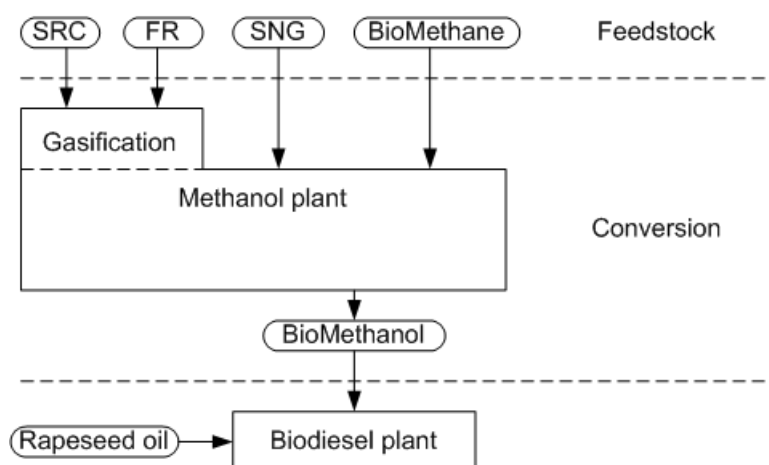 SRC FR SNG BioMethane Feedstock
Gasification
Methanol plant
Conversion
BioMethanol
Rapeseed oil Biodiesel plant